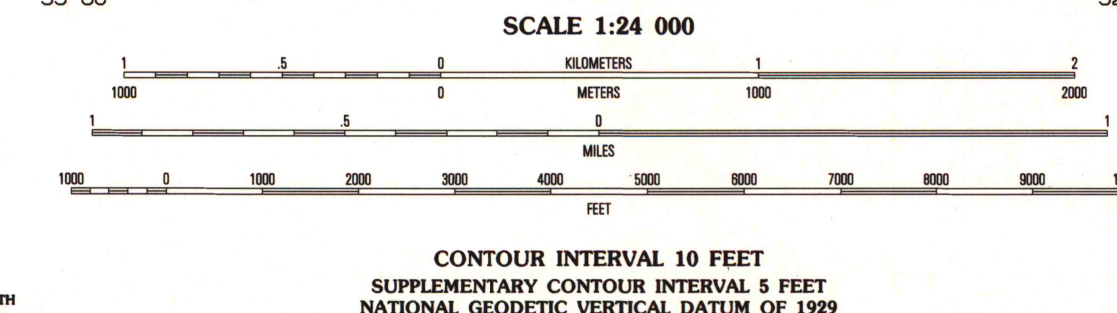 SCALE 1:24 000
1 .5 0 KILOMETERS 1 2
1000 0 METERS 1000 2000
1 .5 0 1
MILES
1000 0 1000 2000 3000 4000 5000 6000 7000 8000 9000
FEET
CONTOUR INTERVAL 10 FEET
SUPPLEMENTARY CONTOUR INTERVAL 5 FEET
TH
NATIONAL GEODETIC VERTICAL DATUM OF 1929